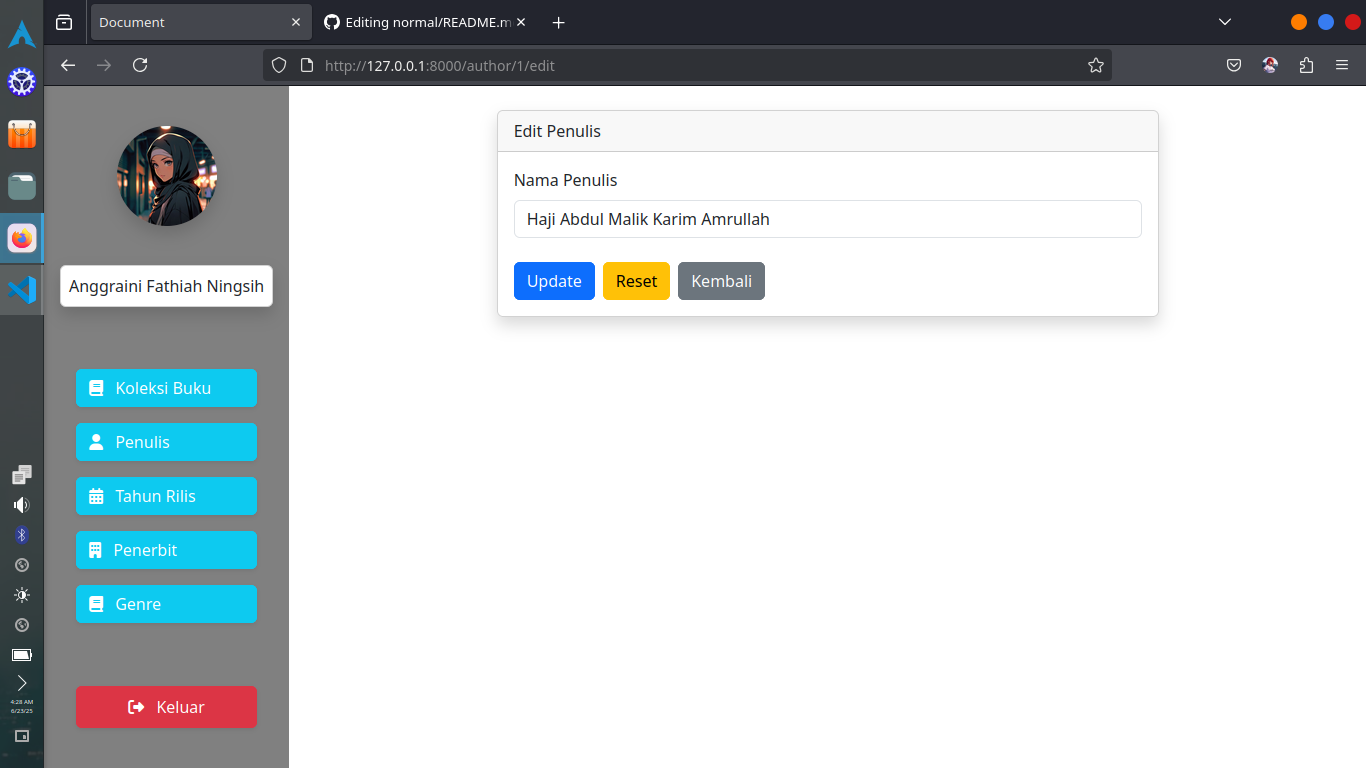 Document
Editing normal/README.m
http://127.0.0.1:8000/author/1/edit
Anggraini Fathiah Ningsih
Koleksi Buku
Penulis
Tahun Rilis
Penerbit
Genre
Keluar
Edit Penulis
Nama Penulis
Haji Abdul Malik Karim Amrullah
Update
Reset
Kembali
4:28 AM
6/23/25